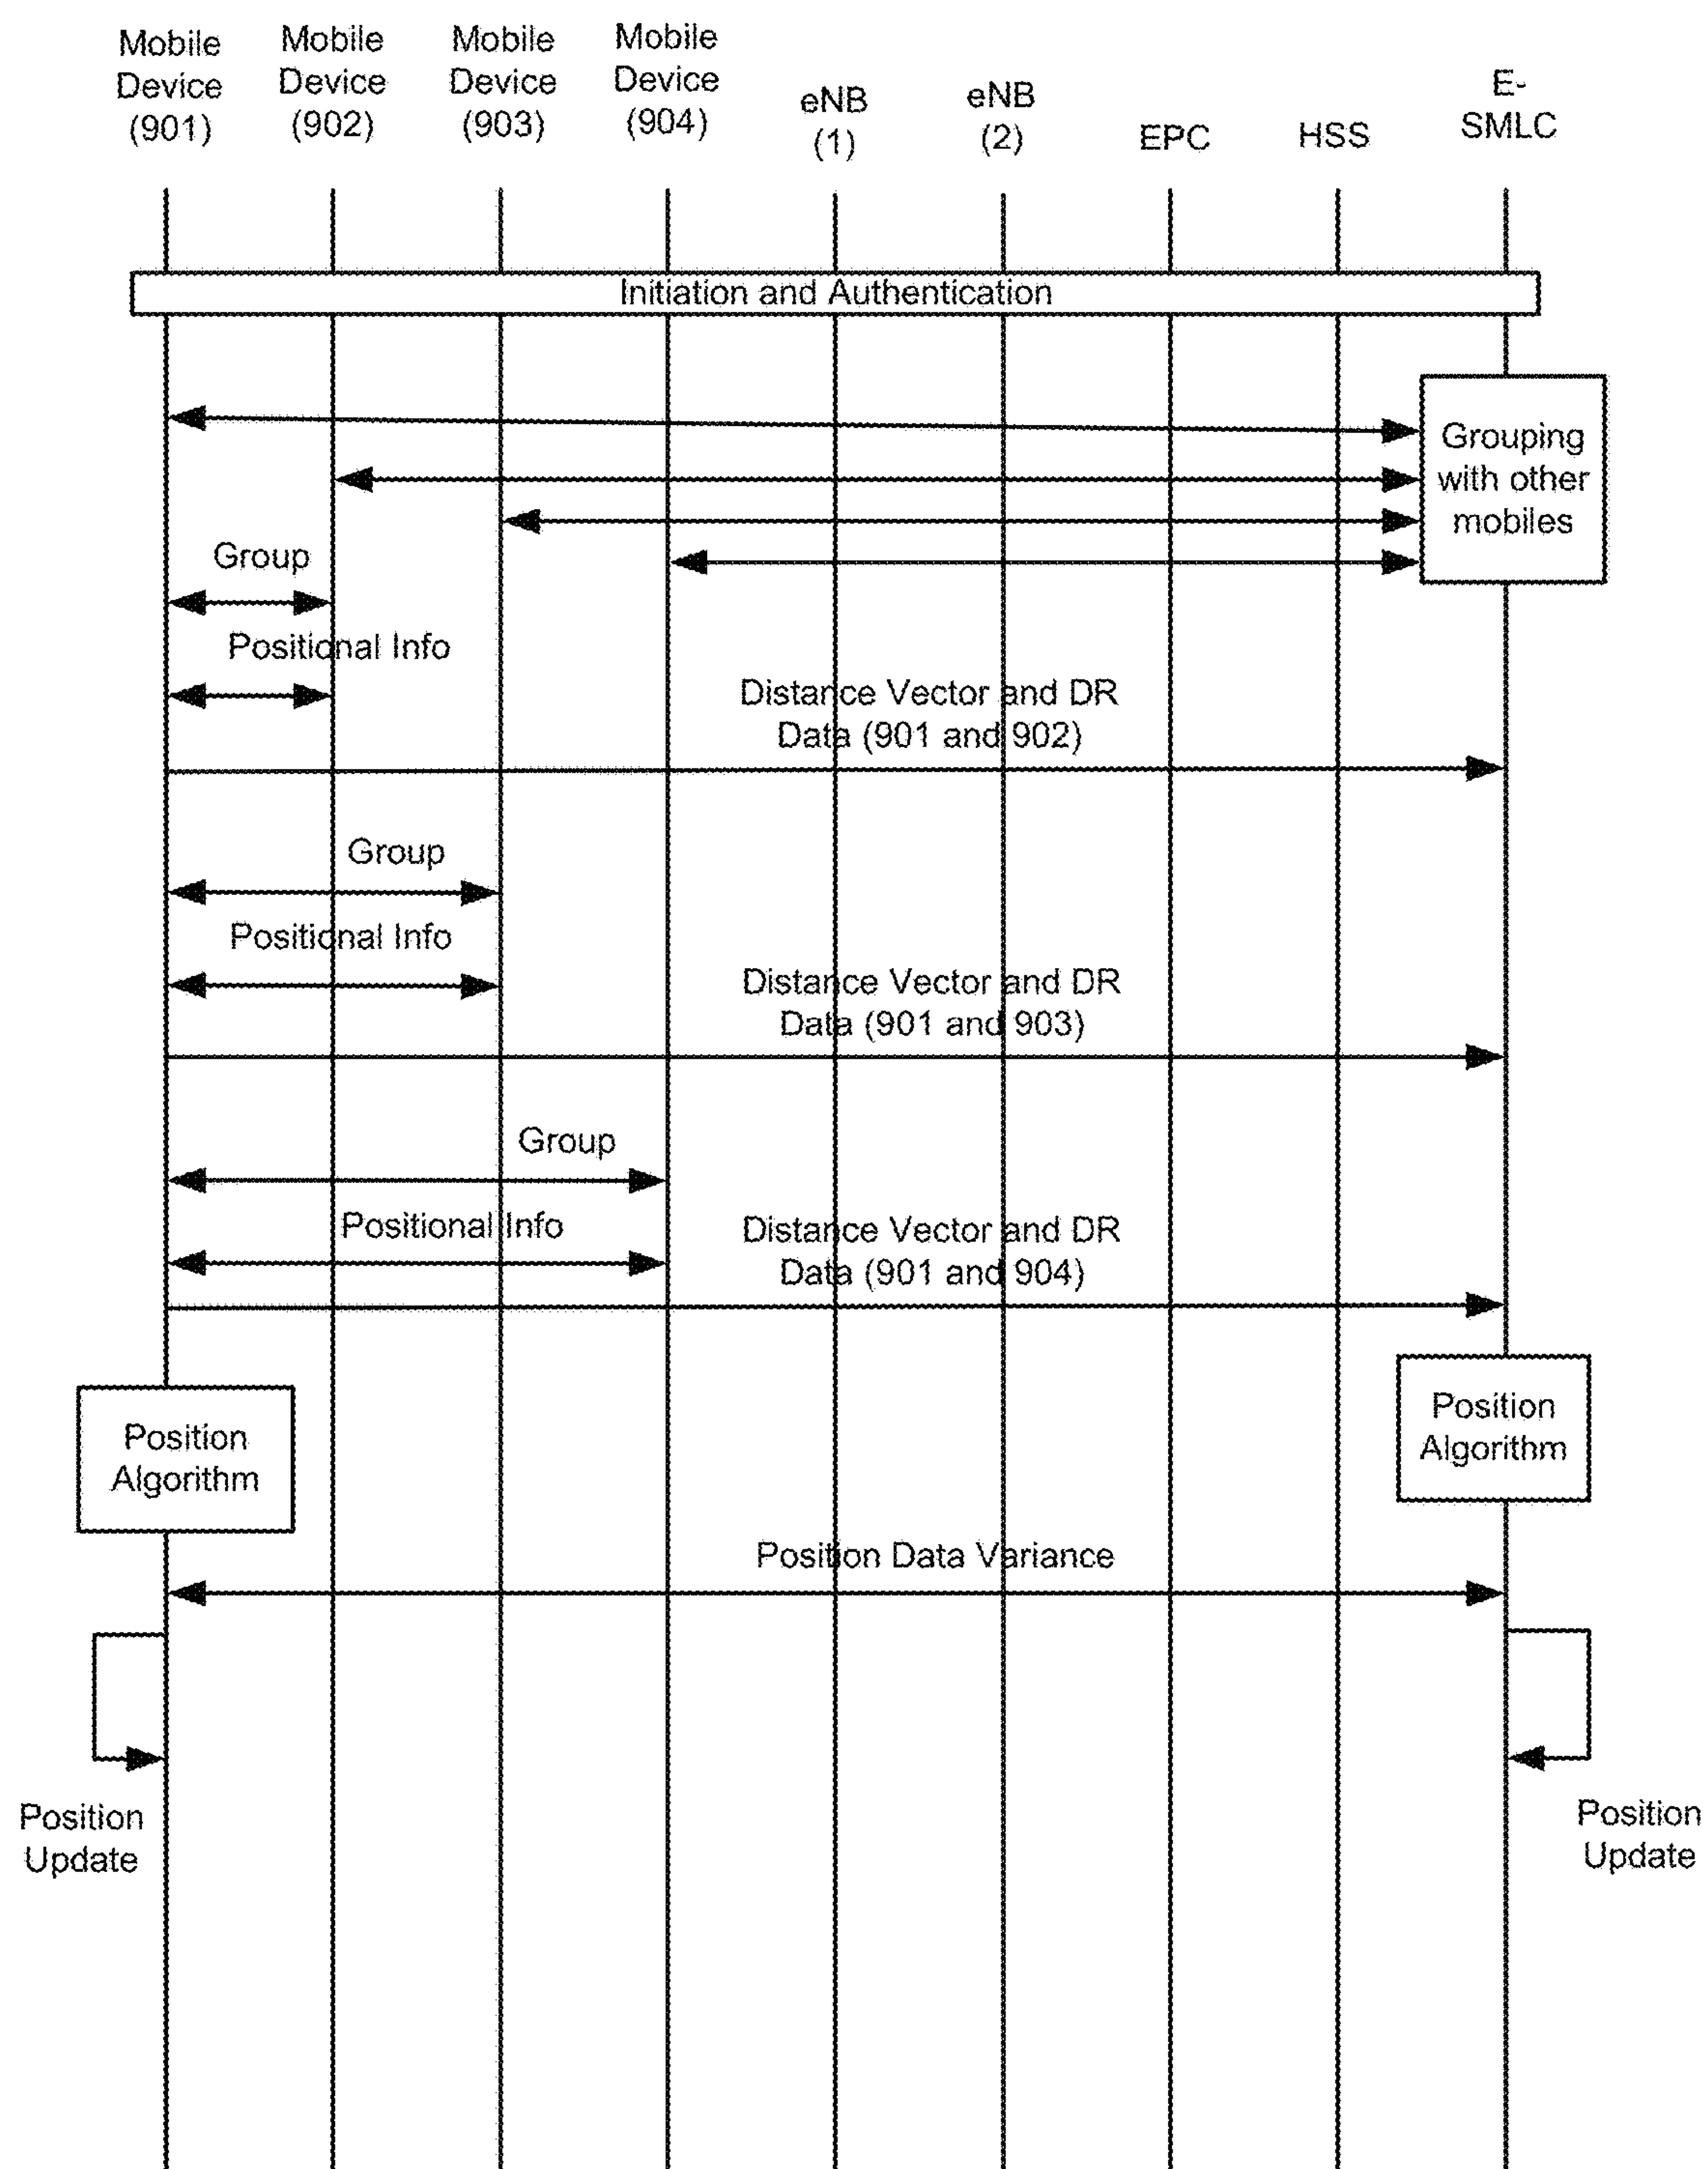 Mobile
Device
(901)
Mobile
Device
(902)
Mobile
Device
(903)
Mobile
Device
(904)
eNB
(1)
eNB
(2)
EPC
HSS
E-
SMLC
Initiation and Authentication
Grouping
with other
mobiles
Group
Positional Info
Distance Vector and DR
Data (901 and 902)
Group
Positional Info
Distance Vector and DR
Data (901 and 903)
Group
Positional Info
Distance Vector and DR
Data (901 and 904)
Position
Algorithm
Position
Algorithm
Position Data Variance
Position
Update
Position
Update